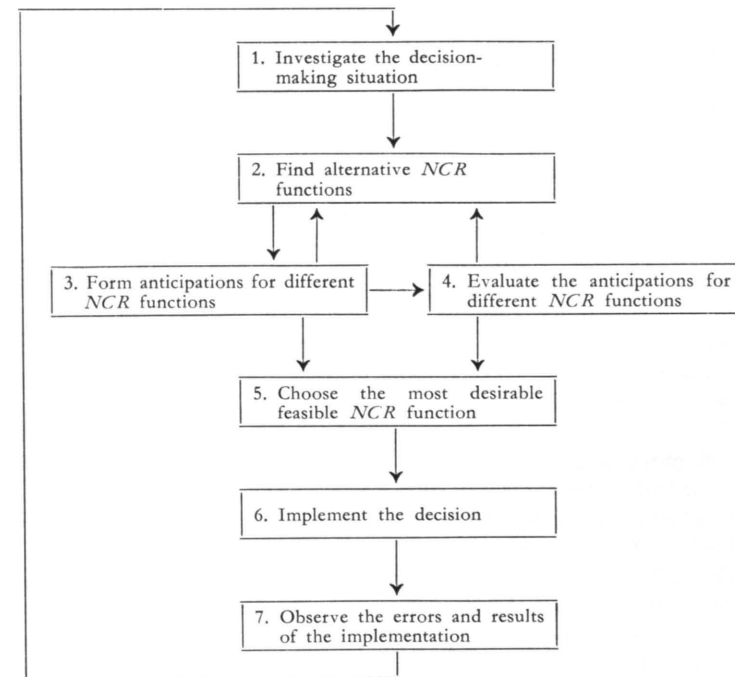 1. Investigate the decision-
making situation
2. Find alternative NCR
functions
3. Form anticipations for different
NCR functions
4. Evaluate the anticipations for
different NCR functions
5. Choose the most desirable
feasible NCR function
6. Implement the decision
7. Observe the errors and results
of the implementation